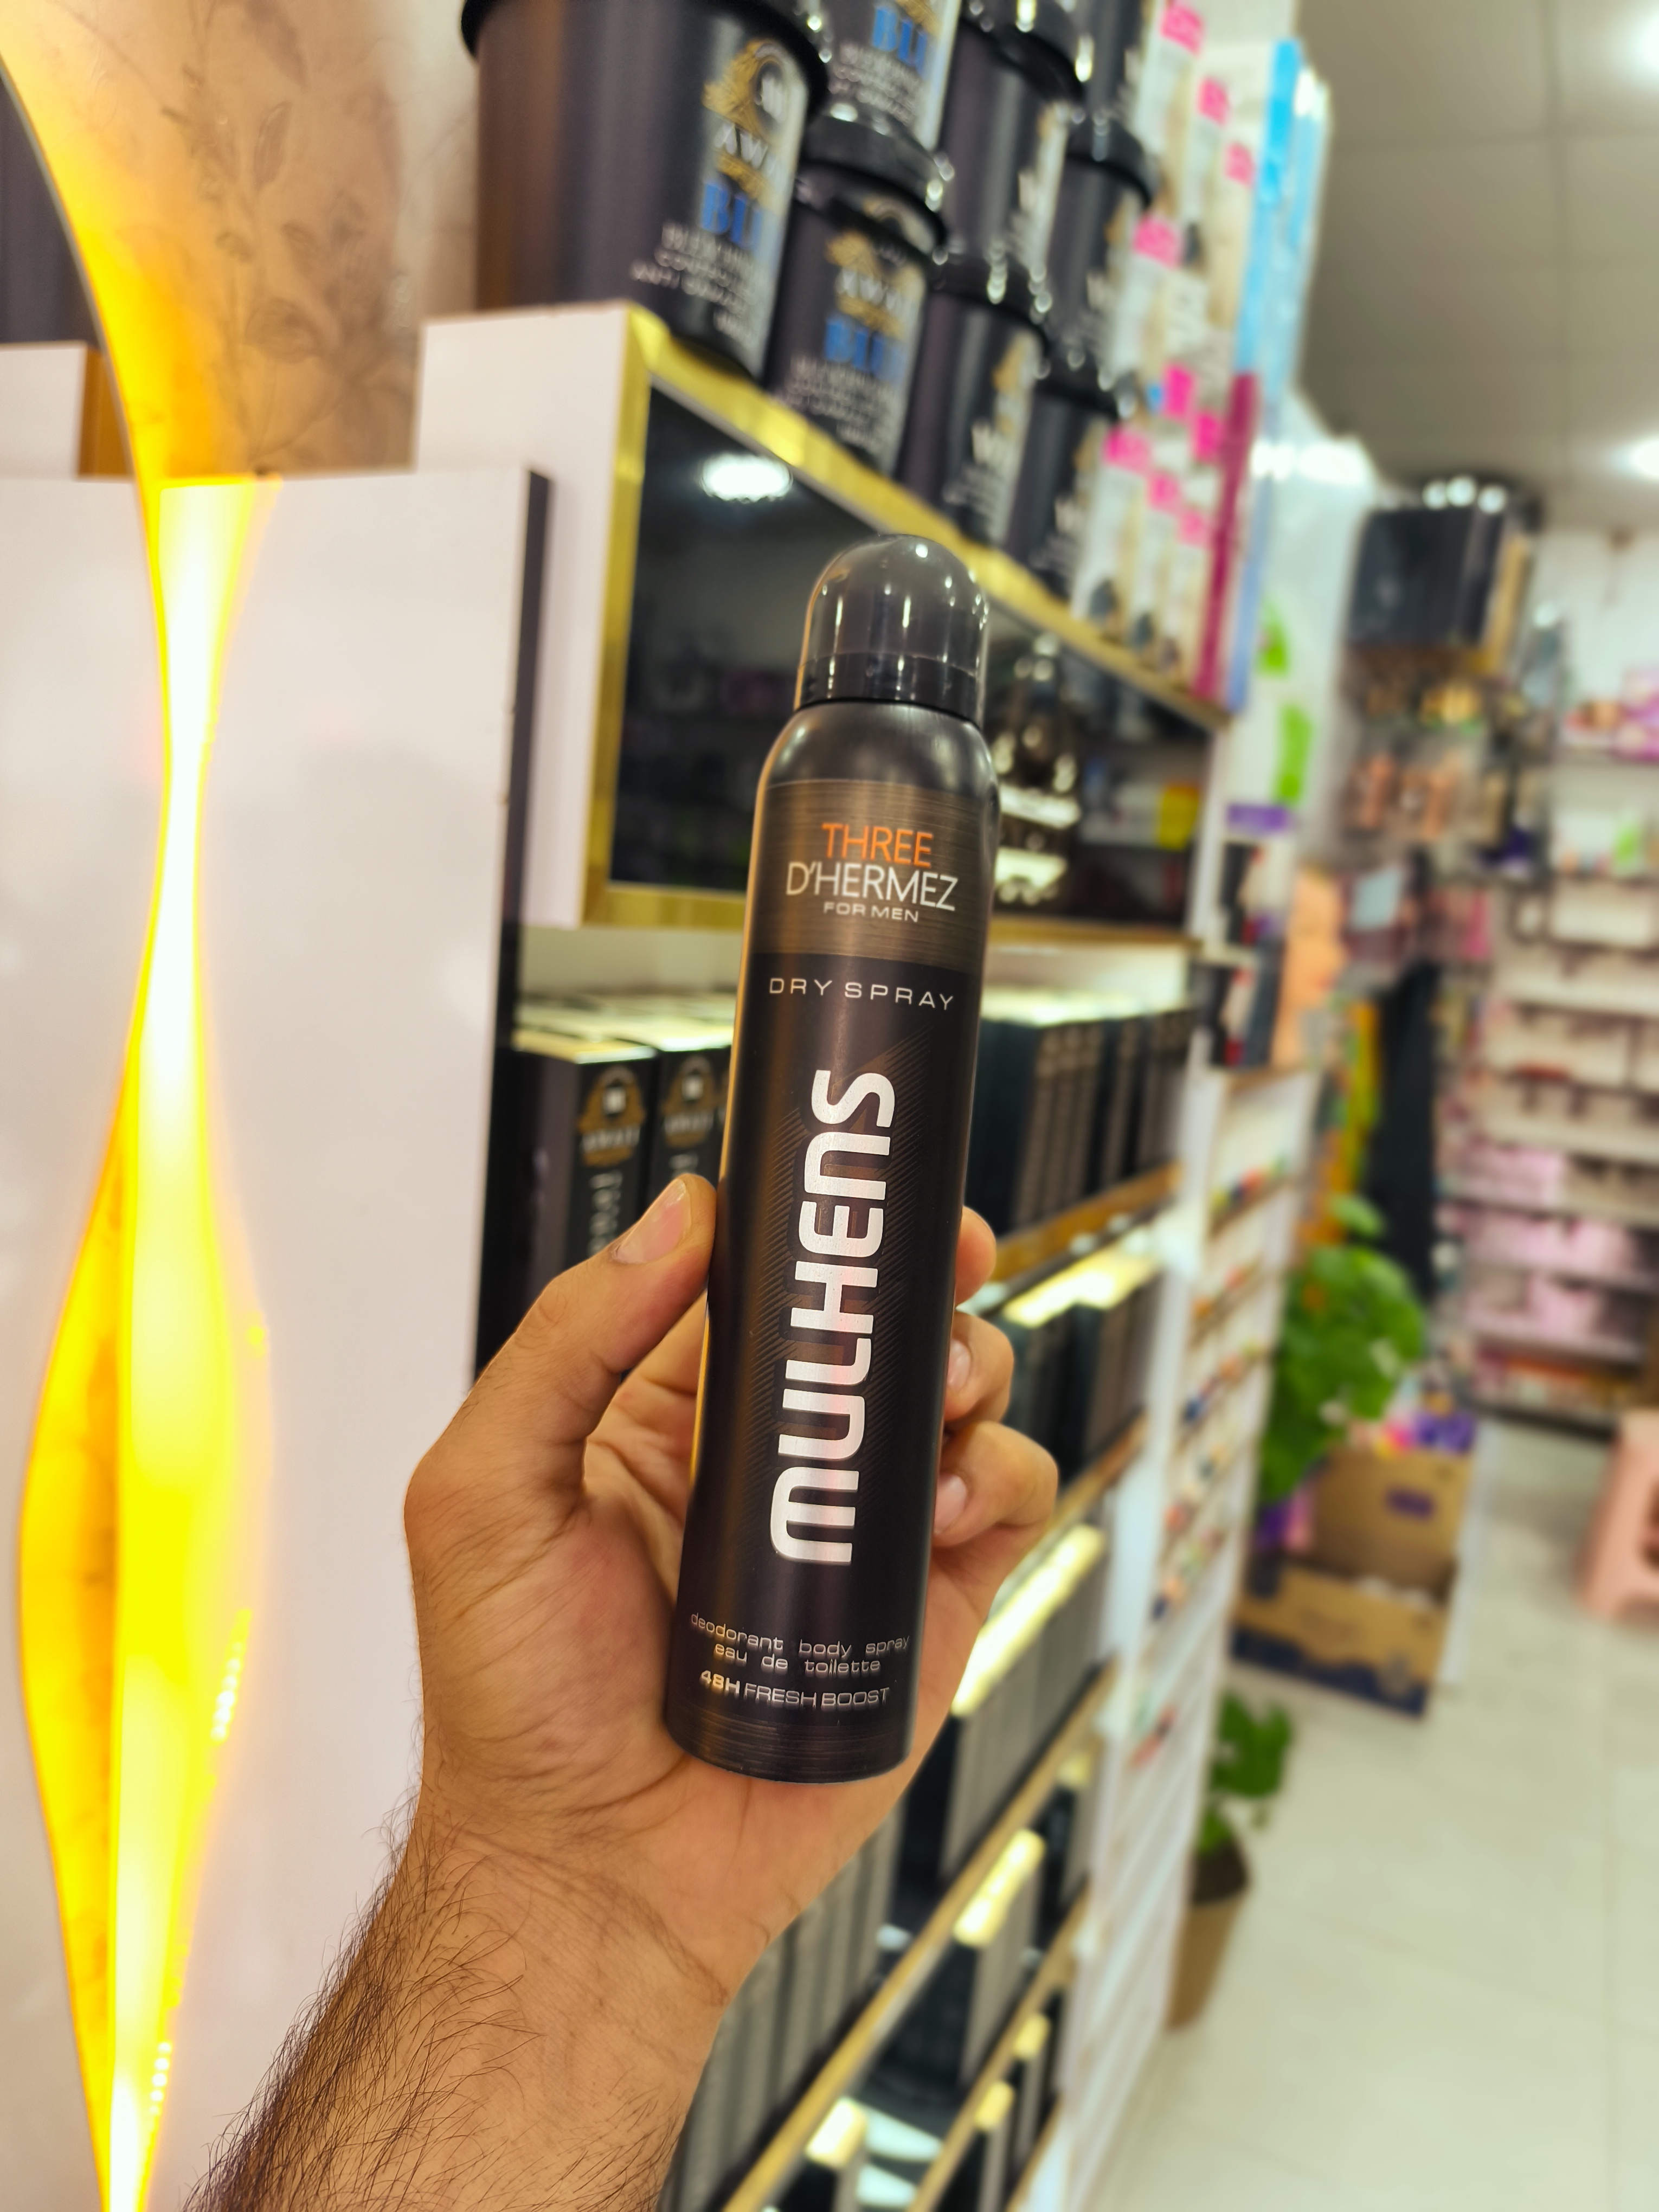 THREE
D'HERMEZ
FOR MEN
DRY SPRAY
MULHENS
deodorant body spray
eau de toilette
48H FRESH BOOST